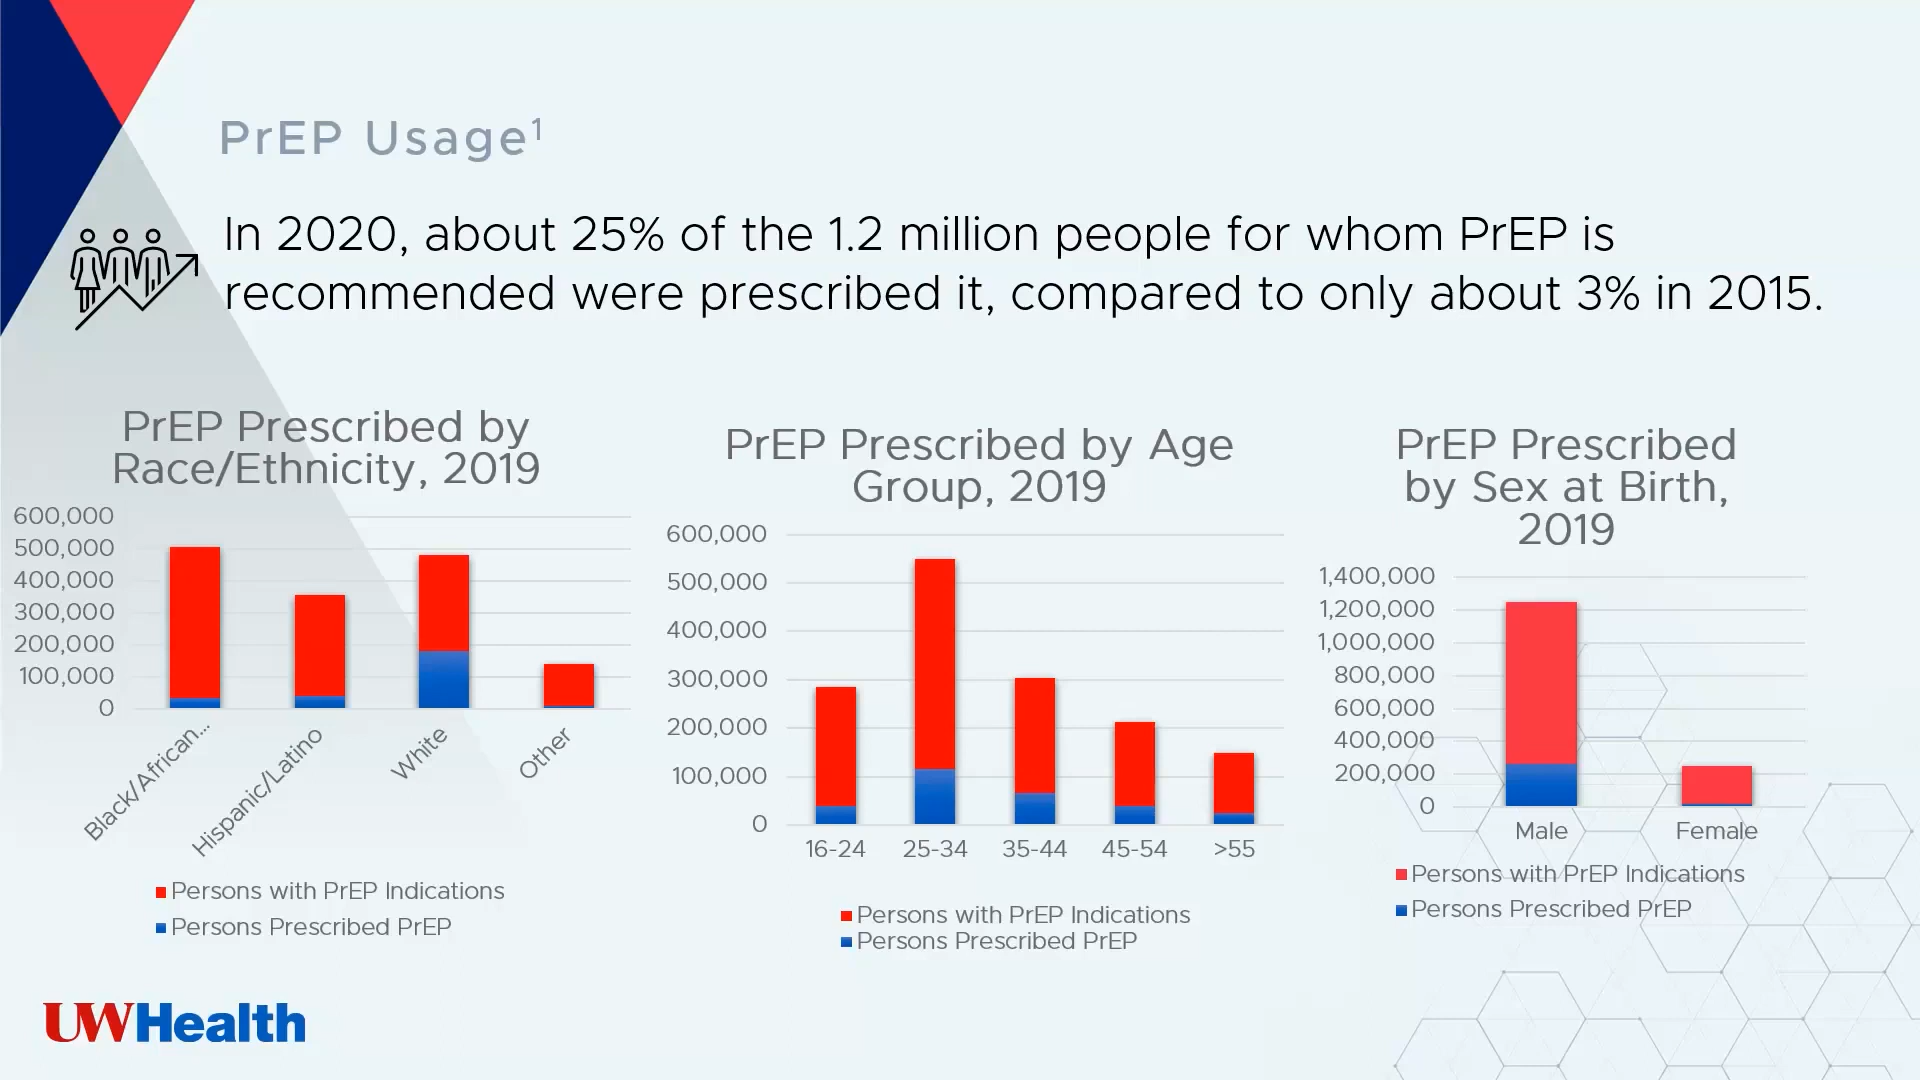 PrEP Usage¹
In 2020, about 25% of the 1.2 million people for whom PrEP is
recommended were prescribed it, compared to only about 3% in 2015.
PrEP Prescribed by
Race/Ethnicity, 2019
600,000
500,000
400,000
300,000
200,000
100,000
0
Black/African...
Hispanic/Latino
White
Other
Persons with PrEP Indications
Persons Prescribed PrEP
PrEP Prescribed by Age
Group, 2019
600,000
500,000
400,000
300,000
200,000
100,000
0
16-24 25-34 35-44 45-54 >55
Persons with PrEP Indications
Persons Prescribed PrEP
PrEP Prescribed
by Sex at Birth,
2019
1,400,000
1,200,000
1,000,000
800,000
600,000
400,000
200,000
0
Male Female
Persons with PrEP Indications
Persons Prescribed PrEP
UWHealth